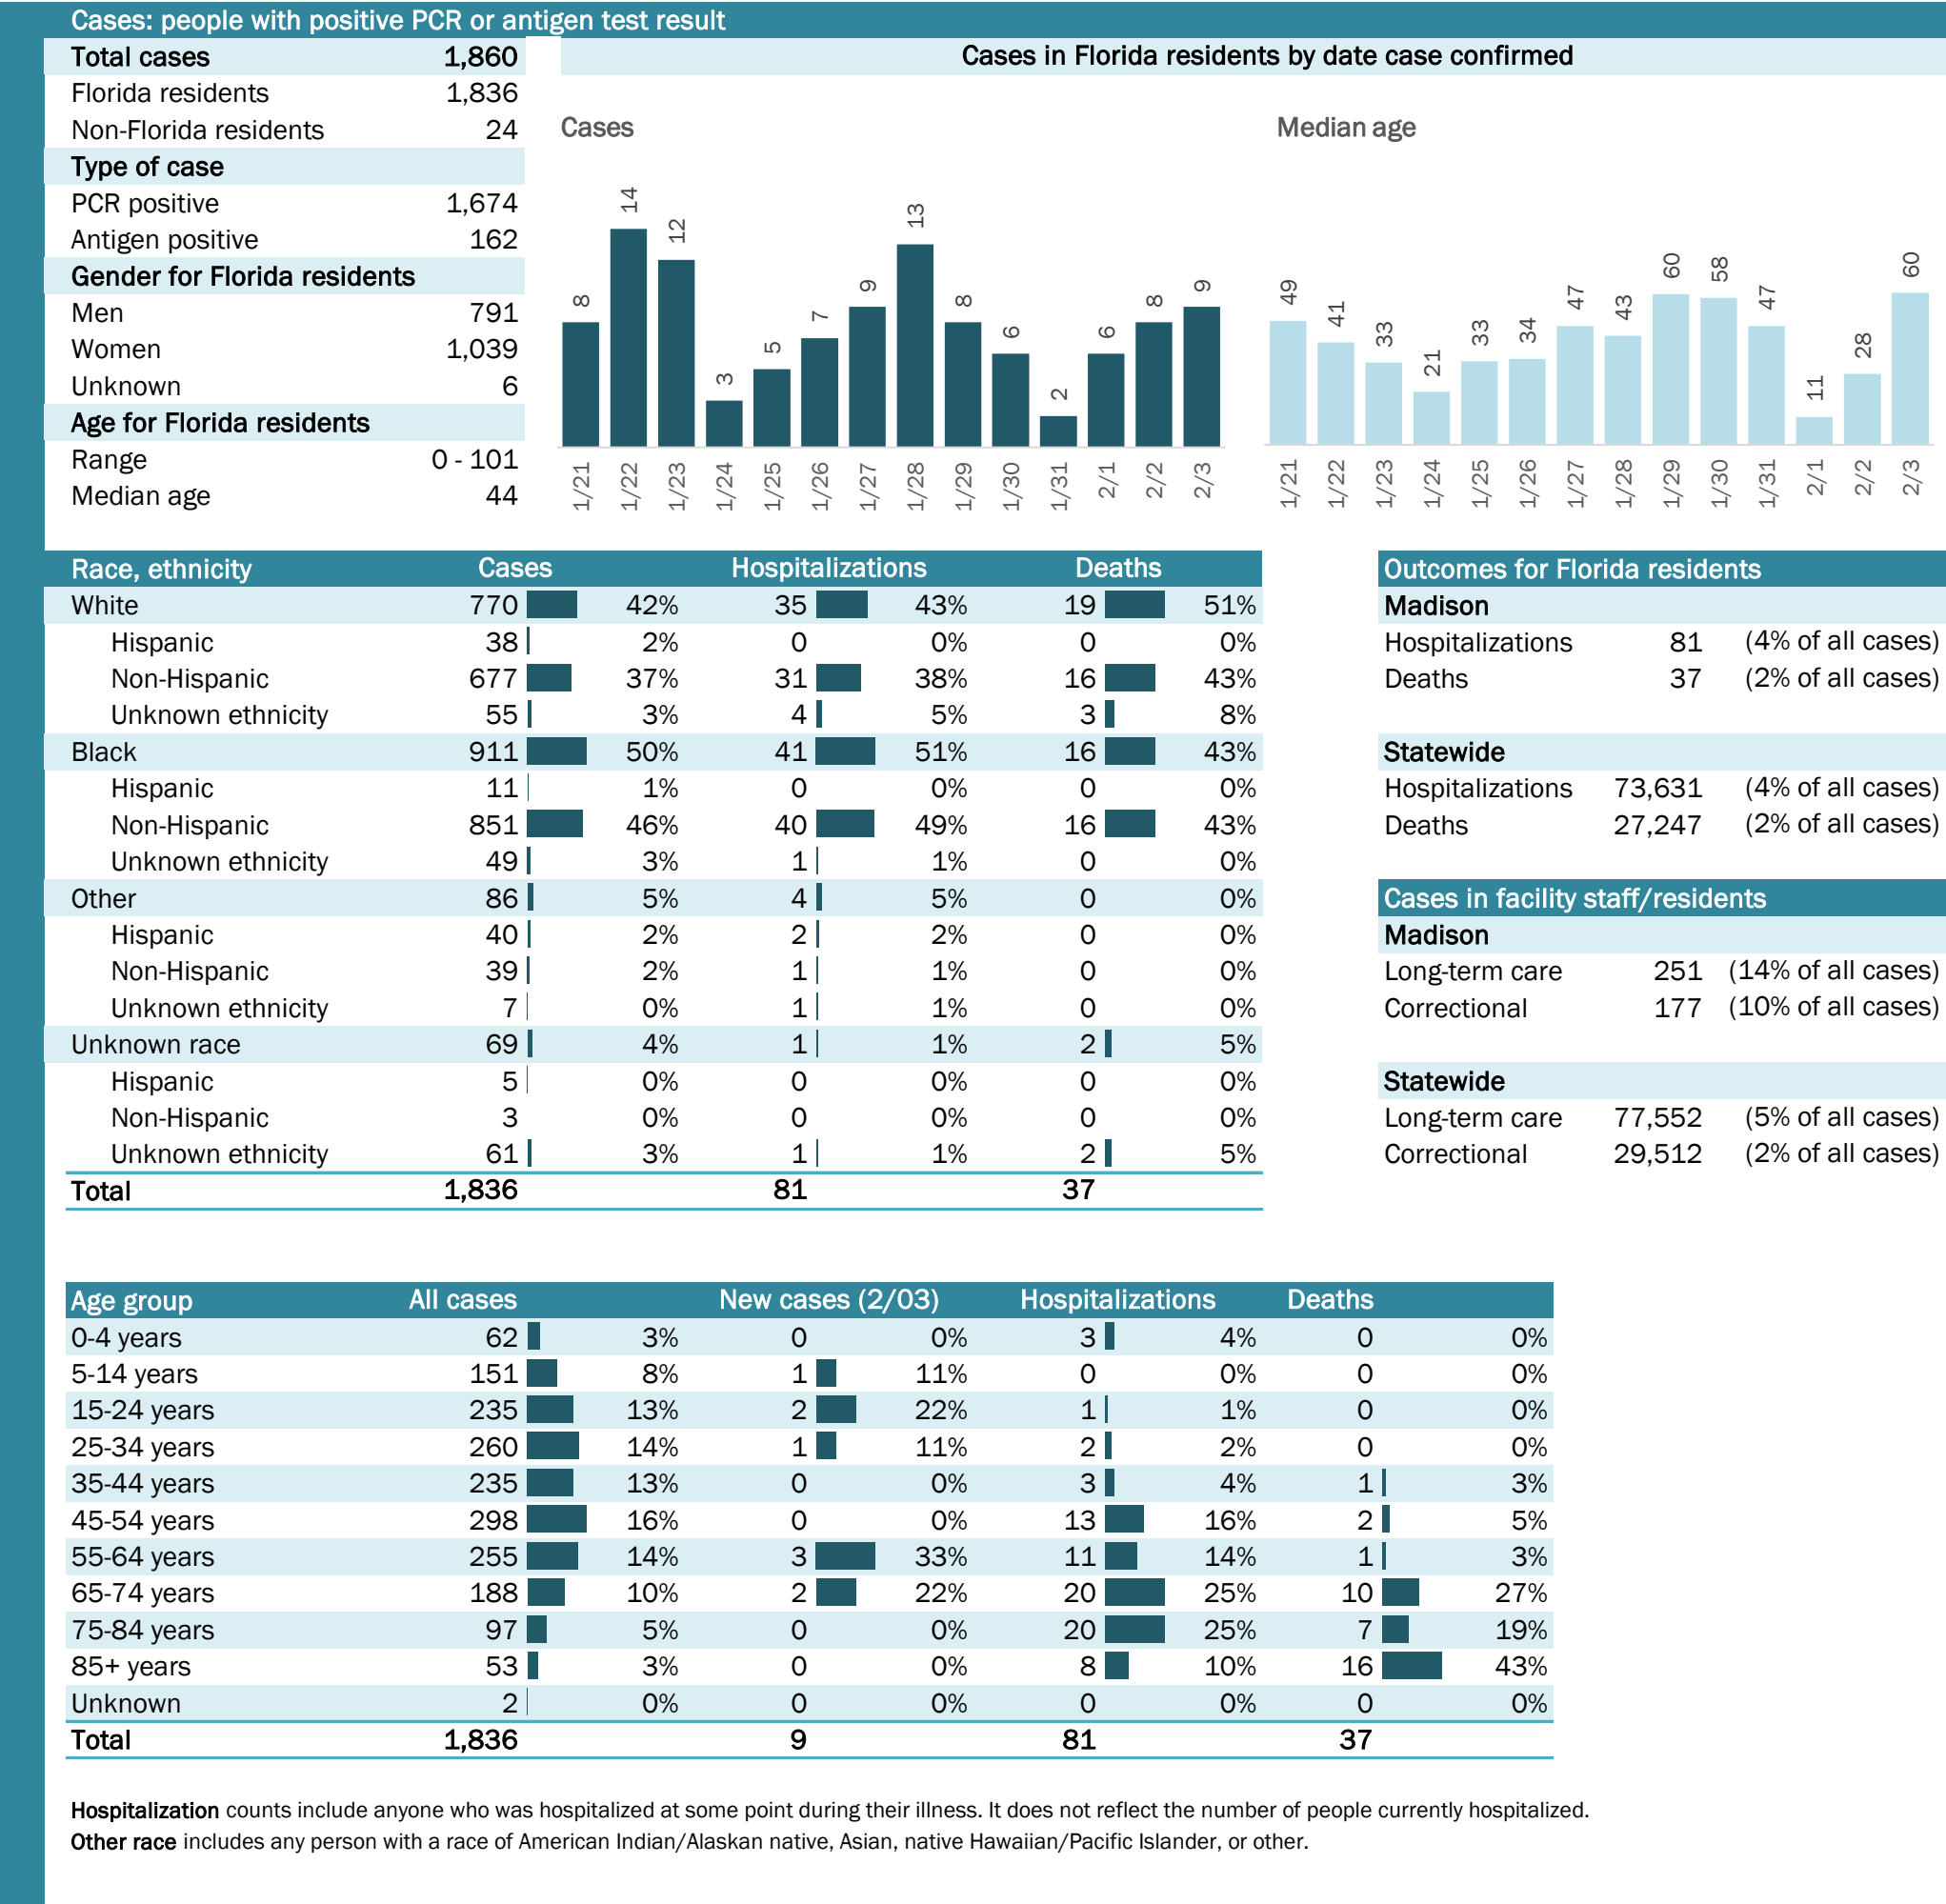 Cases: people with positive PCR or antigen test result
Total cases 1,860
Florida residents 1,836
Non-Florida residents 24
Type of case
PCR positive 1,674
Antigen positive 162
Gender for Florida residents
Men 791
Women 1,039
Unknown 6
Age for Florida residents
Range 0 - 101
Median age 44
Cases in Florida residents by date case confirmed
Cases
8 14 12 3 5 7 9 13 8 6 2 6 8 9
1/21 1/22 1/23 1/24 1/25 1/26 1/27 1/28 1/29 1/30 1/31 2/1 2/2 2/3
Median age
49 41 33 21 33 34 47 43 60 58 47 11 28 60
1/21 1/22 1/23 1/24 1/25 1/26 1/27 1/28 1/29 1/30 1/31 2/1 2/2 2/3
Race, ethnicity Cases Hospitalizations Deaths
White 770 42% 35 43% 19 51%
Hispanic 38 2% 0 0% 0 0%
Non-Hispanic 677 37% 31 38% 16 43%
Unknown ethnicity 55 3% 4 5% 3 8%
Black 911 50% 41 51% 16 43%
Hispanic 11 1% 0 0% 0 0%
Non-Hispanic 851 46% 40 49% 16 43%
Unknown ethnicity 49 3% 1 1% 0 0%
Other 86 5% 4 5% 0 0%
Hispanic 40 2% 2 2% 0 0%
Non-Hispanic 39 2% 1 1% 0 0%
Unknown ethnicity 7 0% 1 1% 0 0%
Unknown race 69 4% 1 1% 2 5%
Hispanic 5 0% 0 0% 0 0%
Non-Hispanic 3 0% 0 0% 0 0%
Unknown ethnicity 61 3% 1 1% 2 5%
Total 1,836 81 37
Outcomes for Florida residents
Madison
Hospitalizations 81 (4% of all cases)
Deaths 37 (2% of all cases)
Statewide
Hospitalizations 73,631 (4% of all cases)
Deaths 27,247 (2% of all cases)
Cases in facility staff/residents
Madison
Long-term care 251 (14% of all cases)
Correctional 177 (10% of all cases)
Statewide
Long-term care 77,552 (5% of all cases)
Correctional 29,512 (2% of all cases)
Age group All cases New cases (2/03) Hospitalizations Deaths
0-4 years 62 3% 0 0% 3 4% 0 0%
5-14 years 151 8% 1 11% 0 0% 0 0%
15-24 years 235 13% 2 22% 1 1% 0 0%
25-34 years 260 14% 1 11% 2 2% 0 0%
35-44 years 235 13% 0 0% 3 4% 1 3%
45-54 years 298 16% 0 0% 13 16% 2 5%
55-64 years 255 14% 3 33% 11 14% 1 3%
65-74 years 188 10% 2 22% 20 25% 10 27%
75-84 years 97 5% 0 0% 20 25% 7 19%
85+ years 53 3% 0 0% 8 10% 16 43%
Unknown 2 0% 0 0% 0 0% 0 0%
Total 1,836 9 81 37
Hospitalization counts include anyone who was hospitalized at some point during their illness. It does not reflect the number of people currently hospitalized.
Other race includes any person with a race of American Indian/Alaskan native, Asian, native Hawaiian/Pacific Islander, or other.